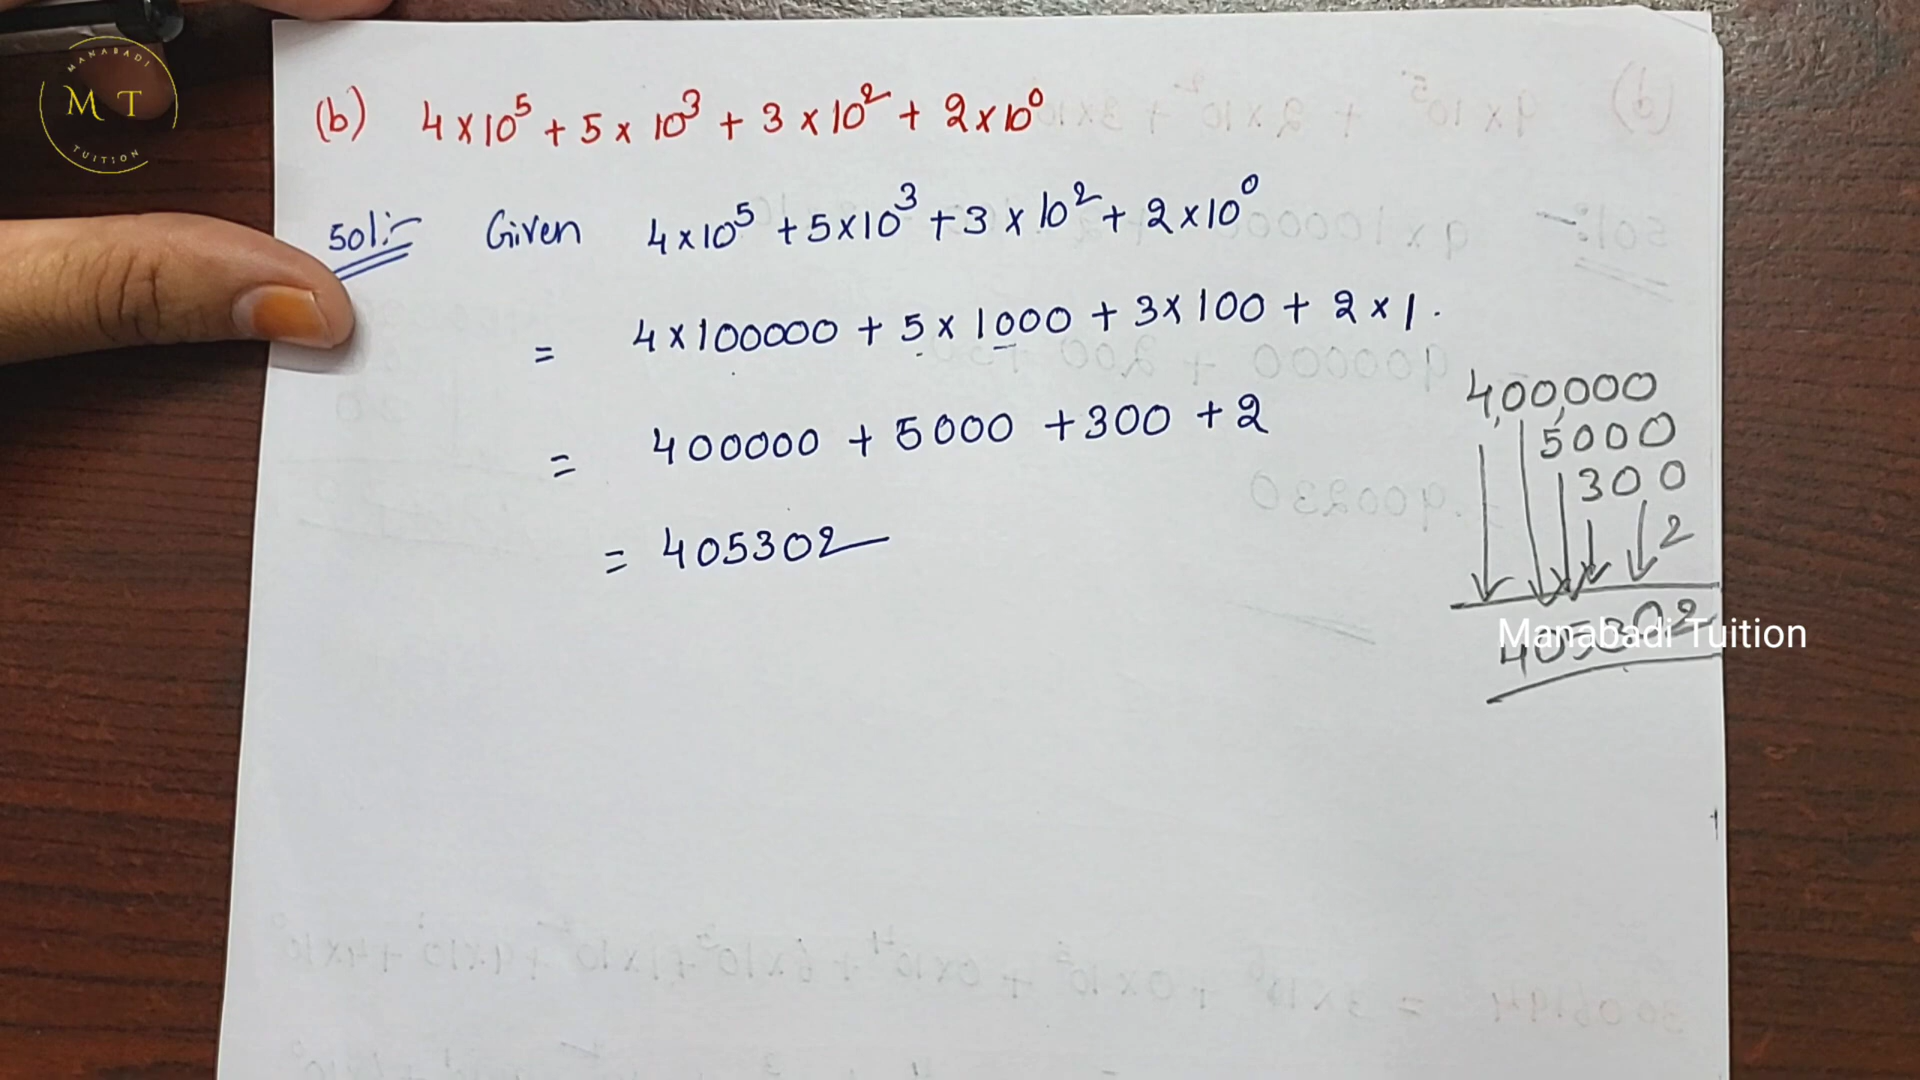 MANABADI
M T
TUITION
(b) 4×10⁵ + 5 × 10³ + 3 × 10² + 2×10⁰
Sol:- Given 4×10⁵ +5×10³ +3 × 10² + 2 ×10⁰
= 4×100000 + 5 × 1000 + 3×100 + 2 × 1.
= 400000 + 5000 +300 +2
= 405302
4,00,000
5000
300
2
405302
Manabadi Tuition